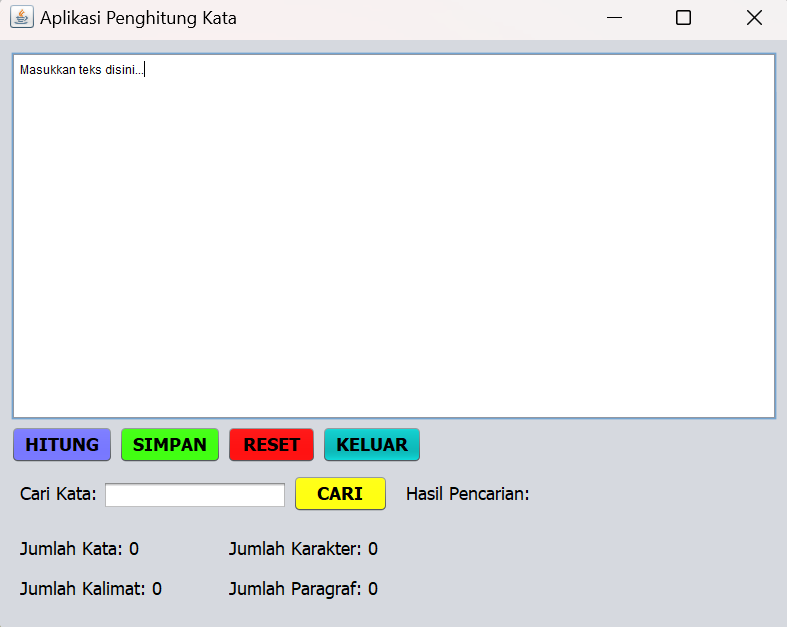 Aplikasi Penghitung Kata
Masukkan teks disini...
HITUNG SIMPAN RESET KELUAR
Cari Kata: CARI Hasil Pencarian:
Jumlah Kata: 0 Jumlah Karakter: 0
Jumlah Kalimat: 0 Jumlah Paragraf: 0